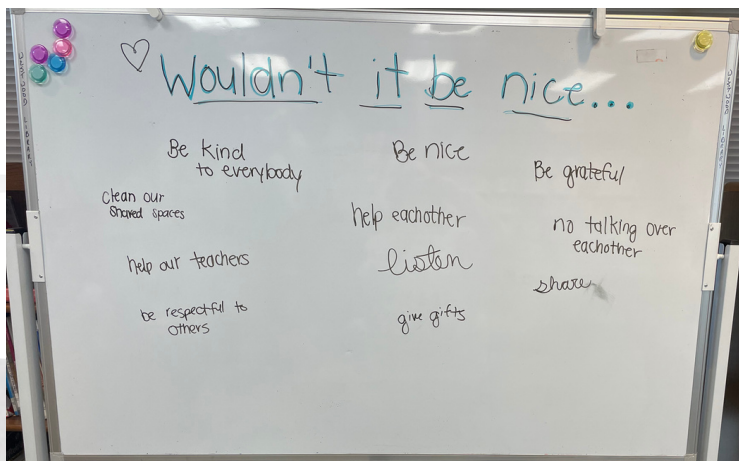 Wouldn't it be nice...
Be Kind
to everybody
clean our
shared spaces
help our teachers
be respectful to
others
Be nice
help eachother
listen
give gifts
Be grateful
no talking over
eachother
share